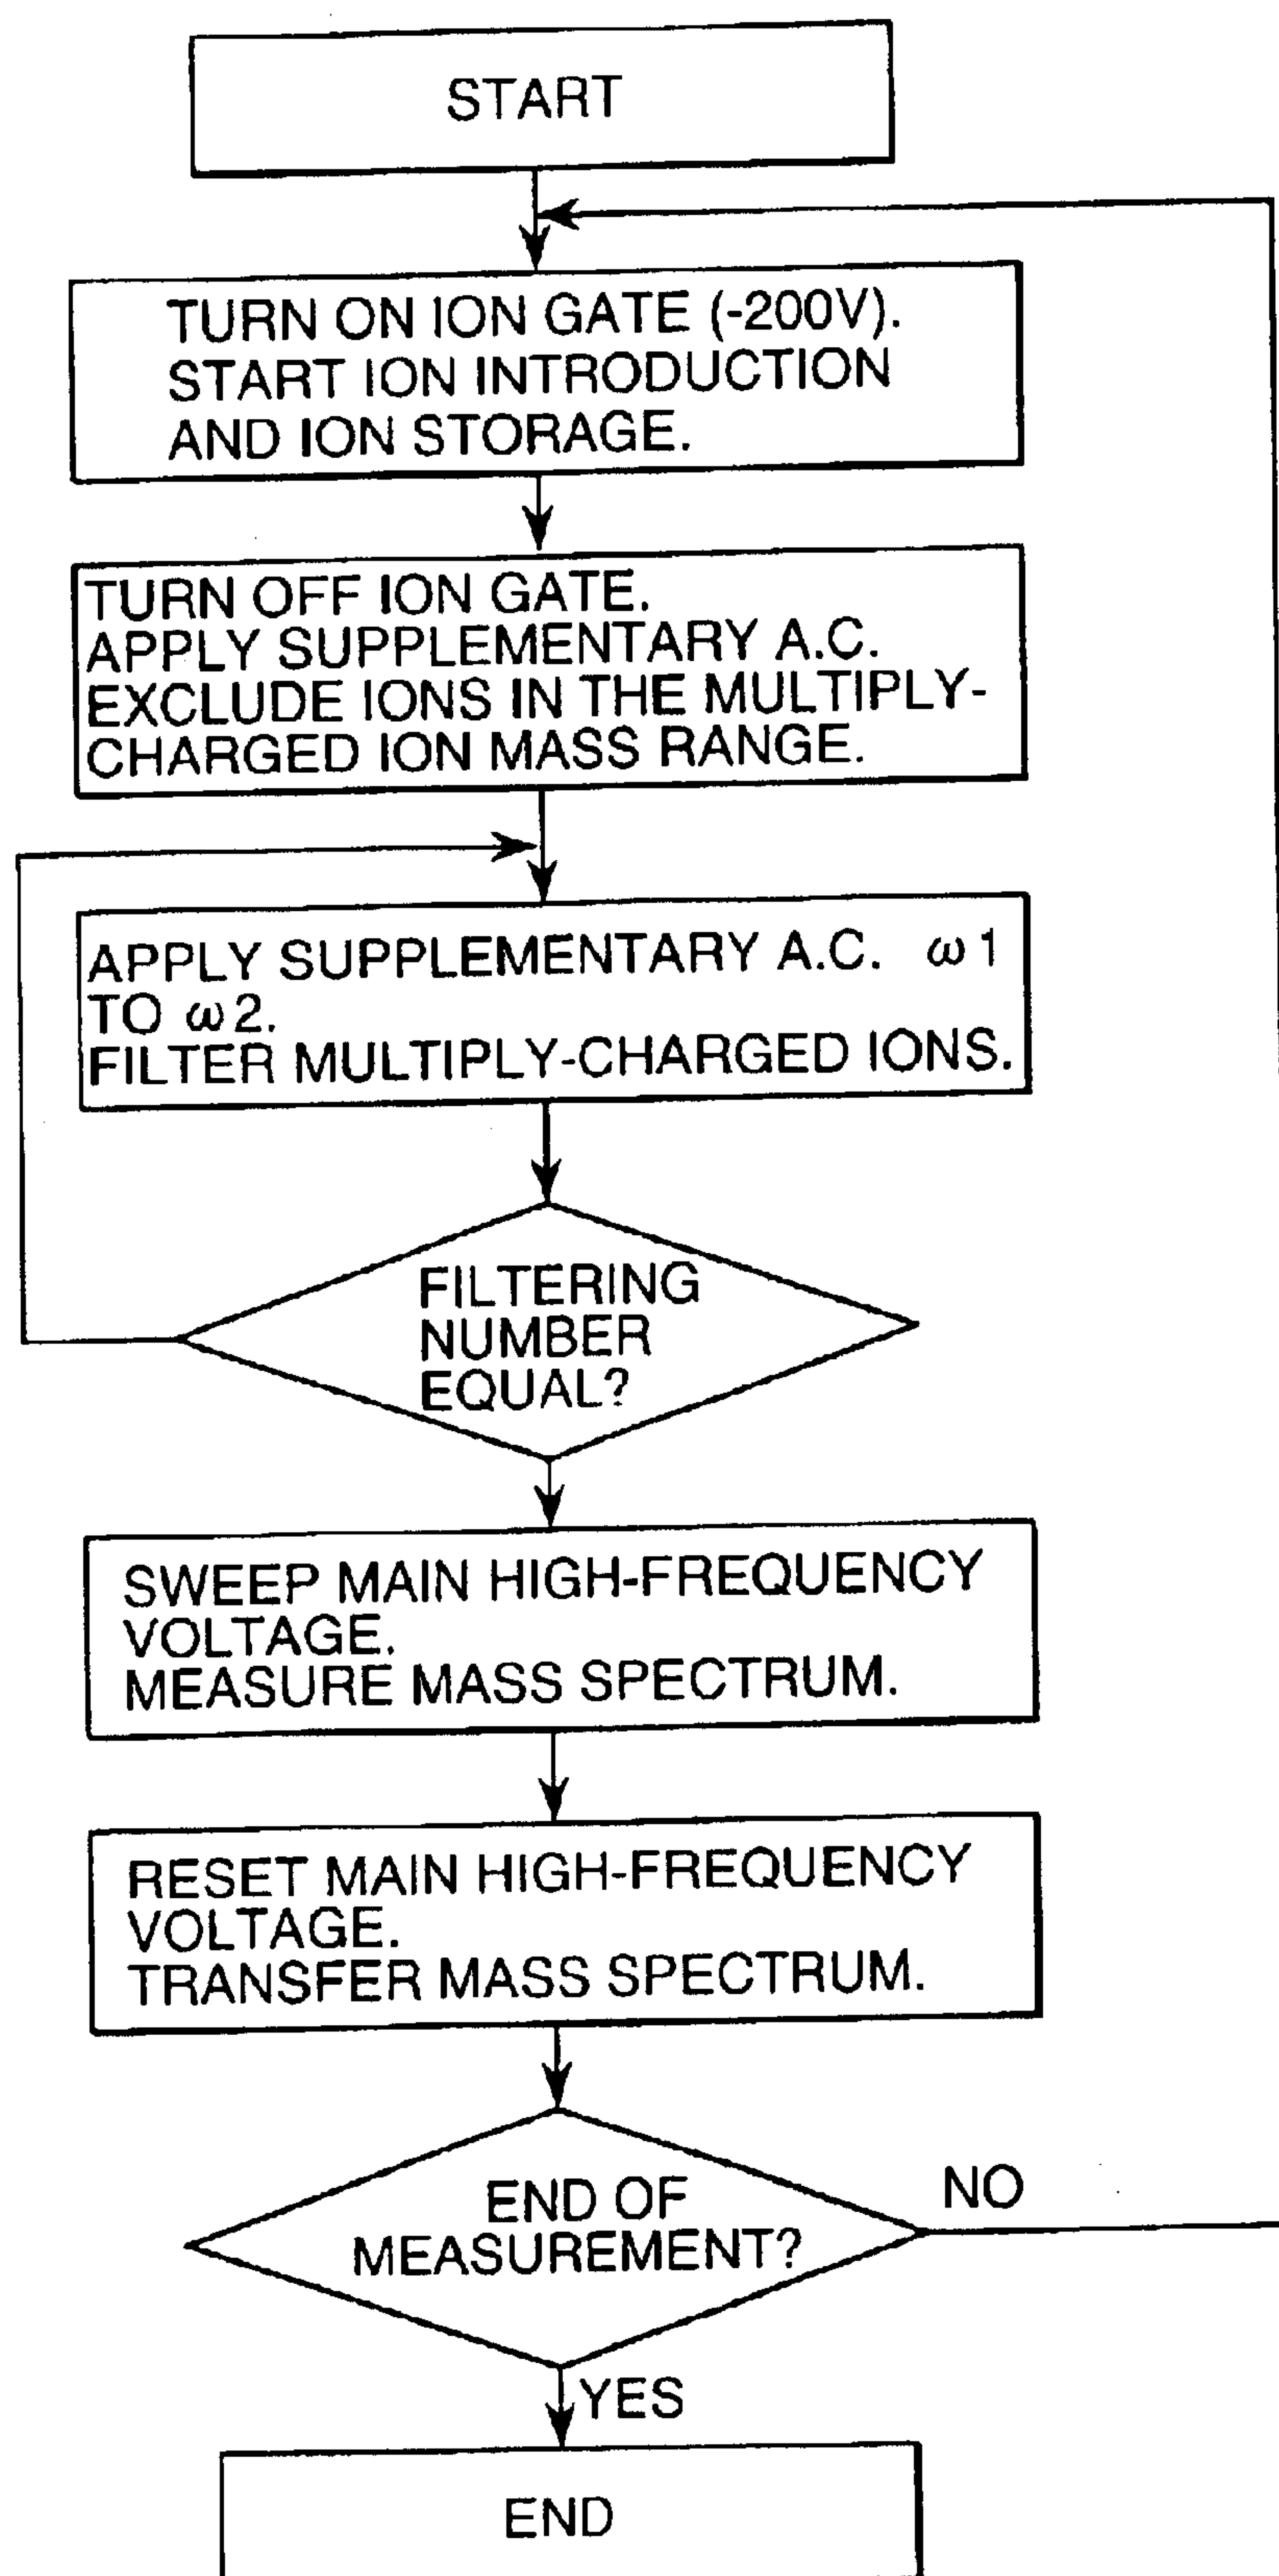 START
TURN ON ION GATE (-200V).
START ION INTRODUCTION
AND ION STORAGE.
TURN OFF ION GATE.
APPLY SUPPLEMENTARY A.C.
EXCLUDE IONS IN THE MULTIPLY-
CHARGED ION MASS RANGE.
APPLY SUPPLEMENTARY A.C. ω1
TO ω2.
FILTER MULTIPLY-CHARGED IONS.
FILTERING
NUMBER
EQUAL?
SWEEP MAIN HIGH-FREQUENCY
VOLTAGE.
MEASURE MASS SPECTRUM.
RESET MAIN HIGH-FREQUENCY
VOLTAGE.
TRANSFER MASS SPECTRUM.
END OF
MEASUREMENT?
NO
YES
END